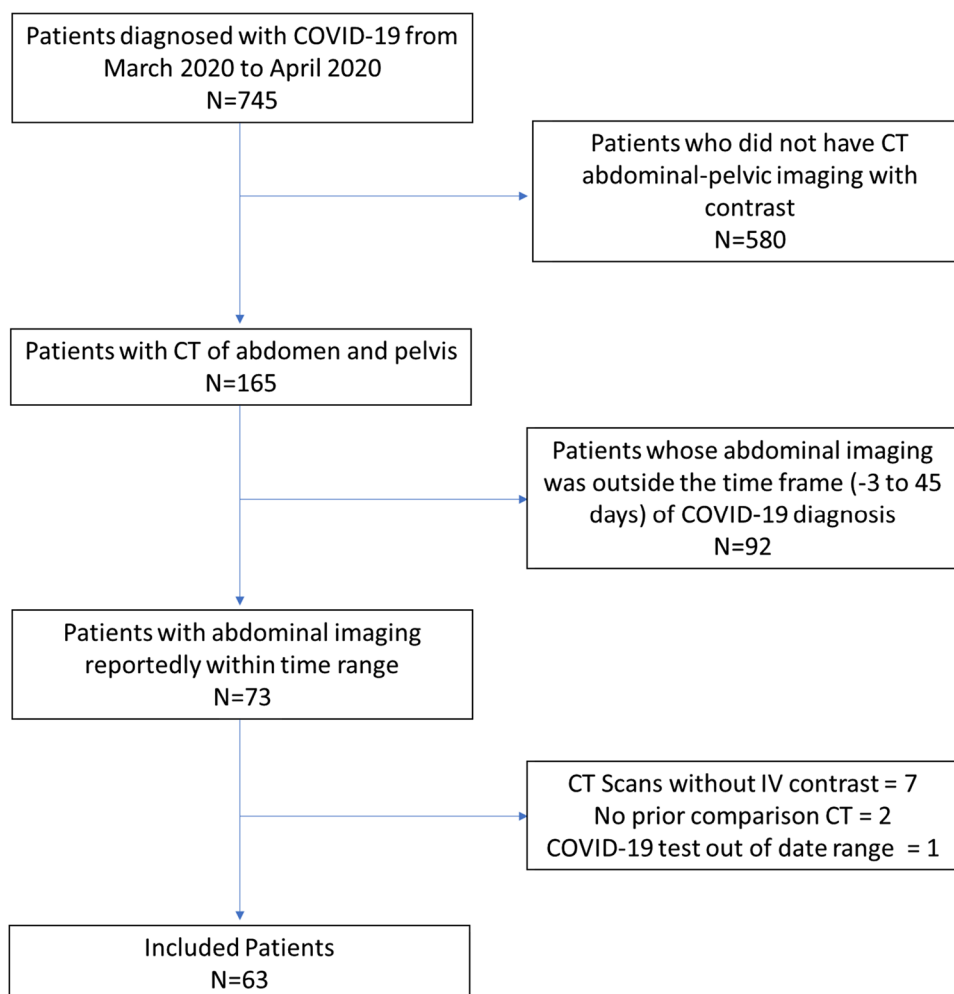 Patients diagnosed with COVID-19 from
March 2020 to April 2020
N=745
Patients who did not have CT
abdominal-pelvic imaging with
contrast
N=580
Patients with CT of abdomen and pelvis
N=165
Patients whose abdominal imaging
was outside the time frame (-3 to 45
days) of COVID-19 diagnosis
N=92
Patients with abdominal imaging
reportedly within time range
N=73
CT Scans without IV contrast = 7
No prior comparison CT = 2
COVID-19 test out of date range = 1
Included Patients
N=63